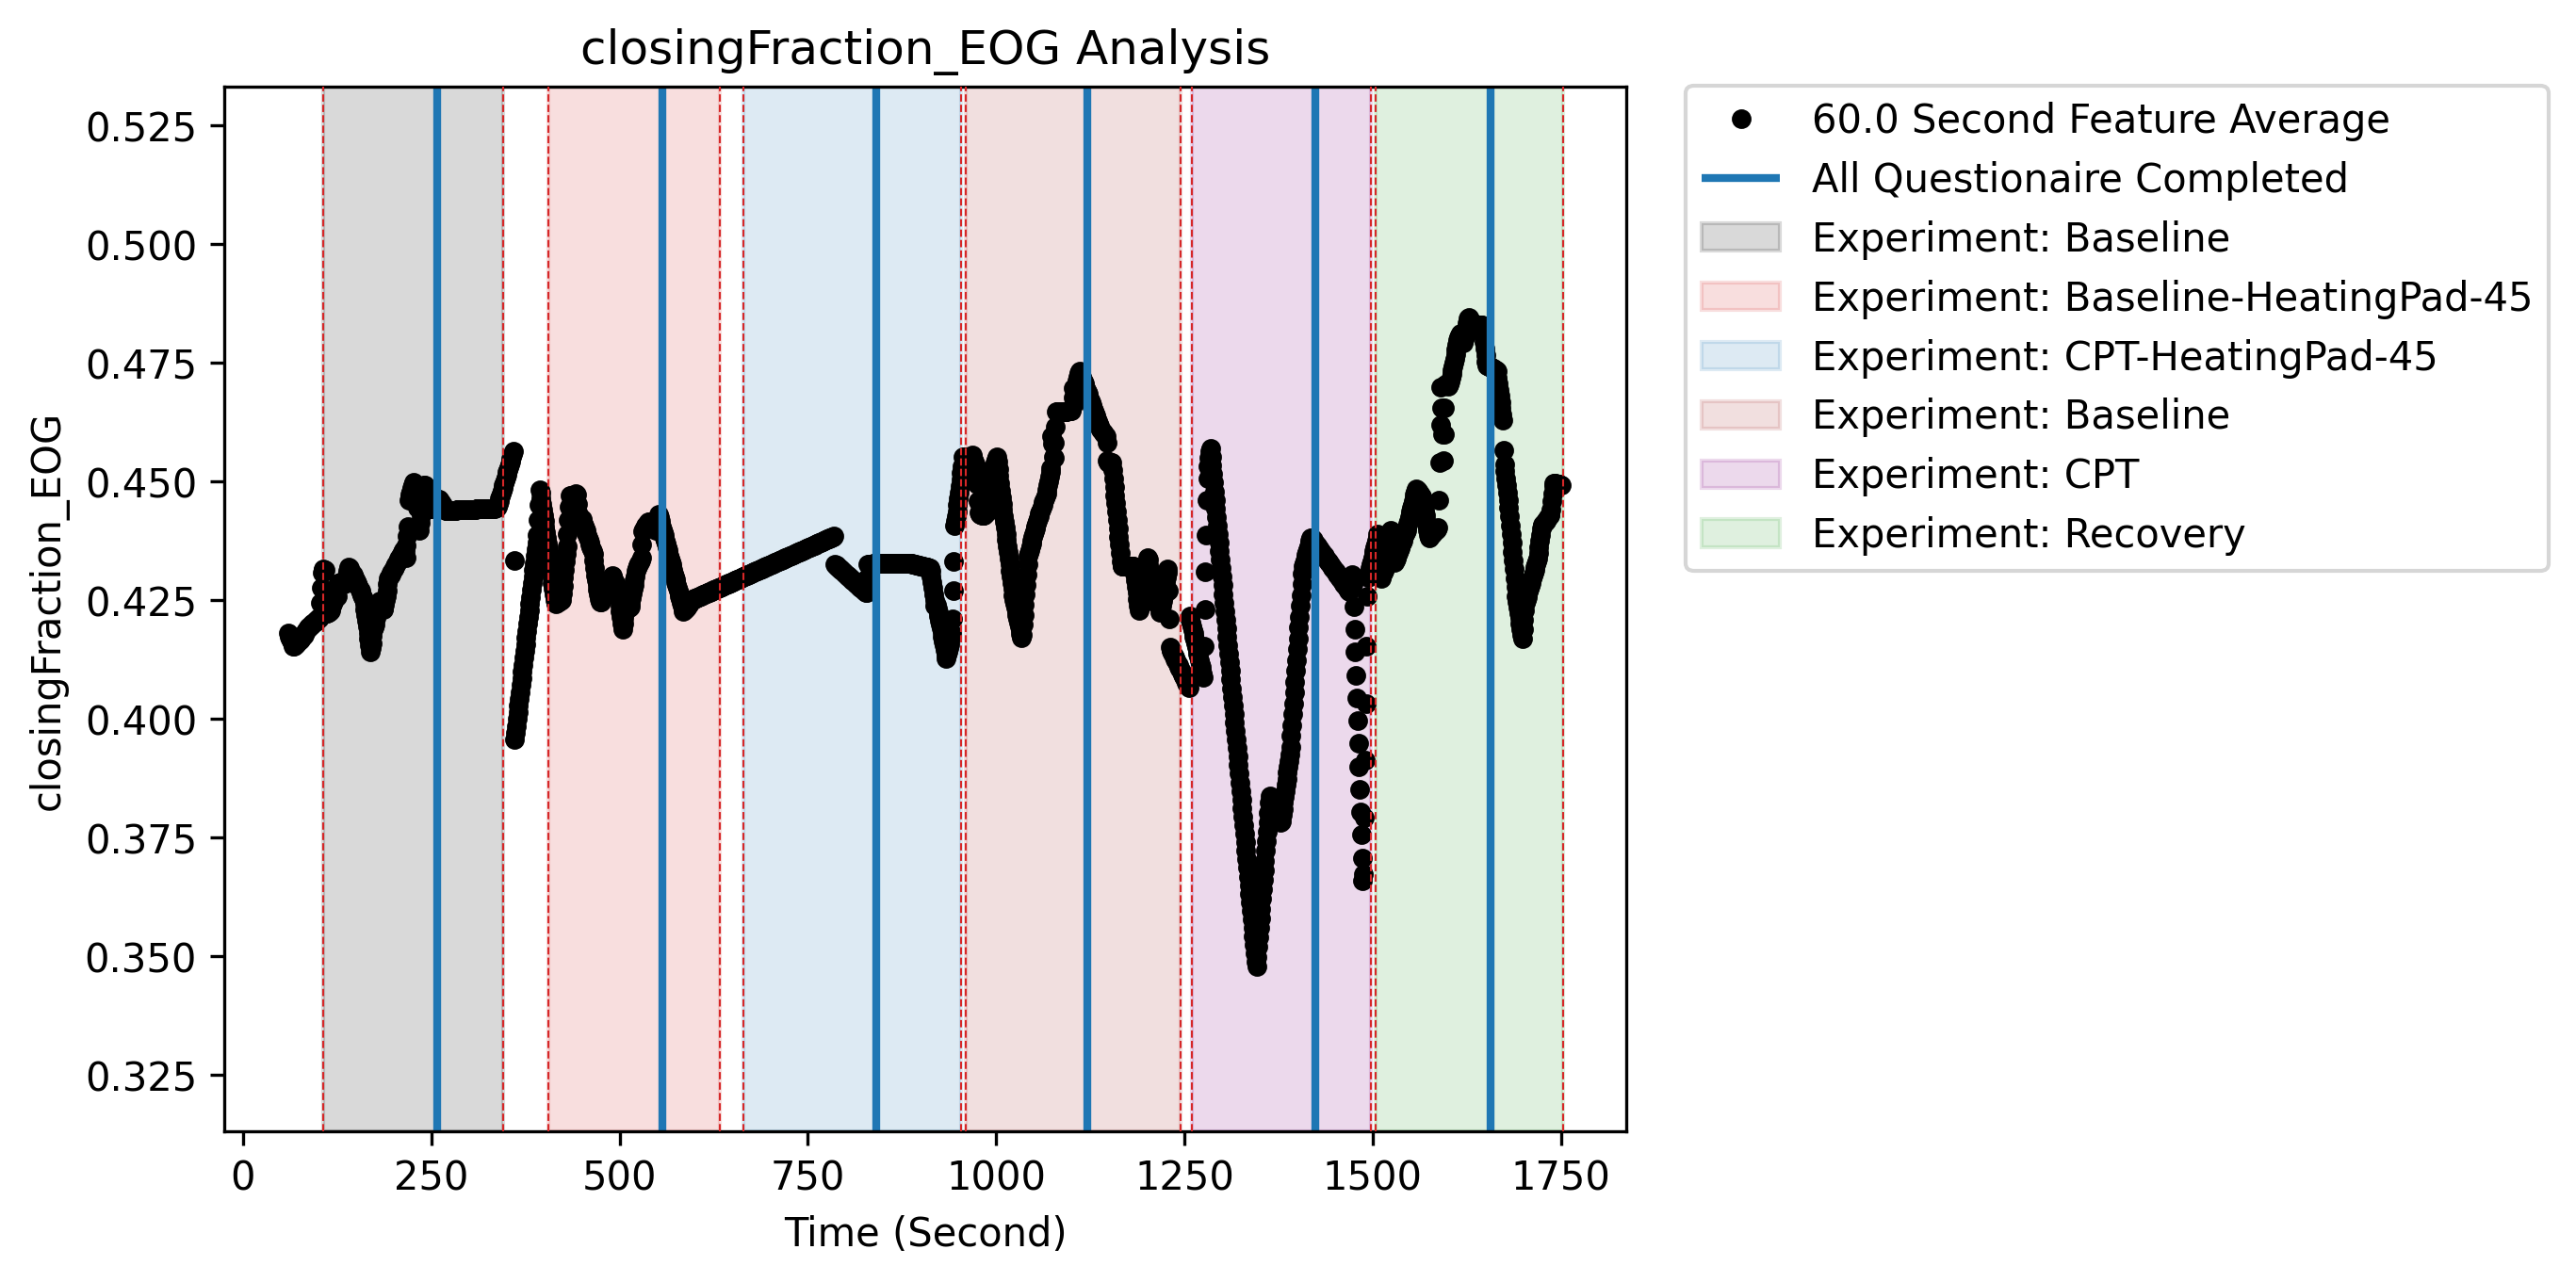 closingFraction_EOG Analysis
closingFraction_EOG
0.525
0.500
0.475
0.450
0.425
0.400
0.375
0.350
0.325
0 250 500 750 1000 1250 1500 1750
Time (Second)
60.0 Second Feature Average
All Questionaire Completed
Experiment: Baseline
Experiment: Baseline-HeatingPad-45
Experiment: CPT-HeatingPad-45
Experiment: Baseline
Experiment: CPT
Experiment: Recovery